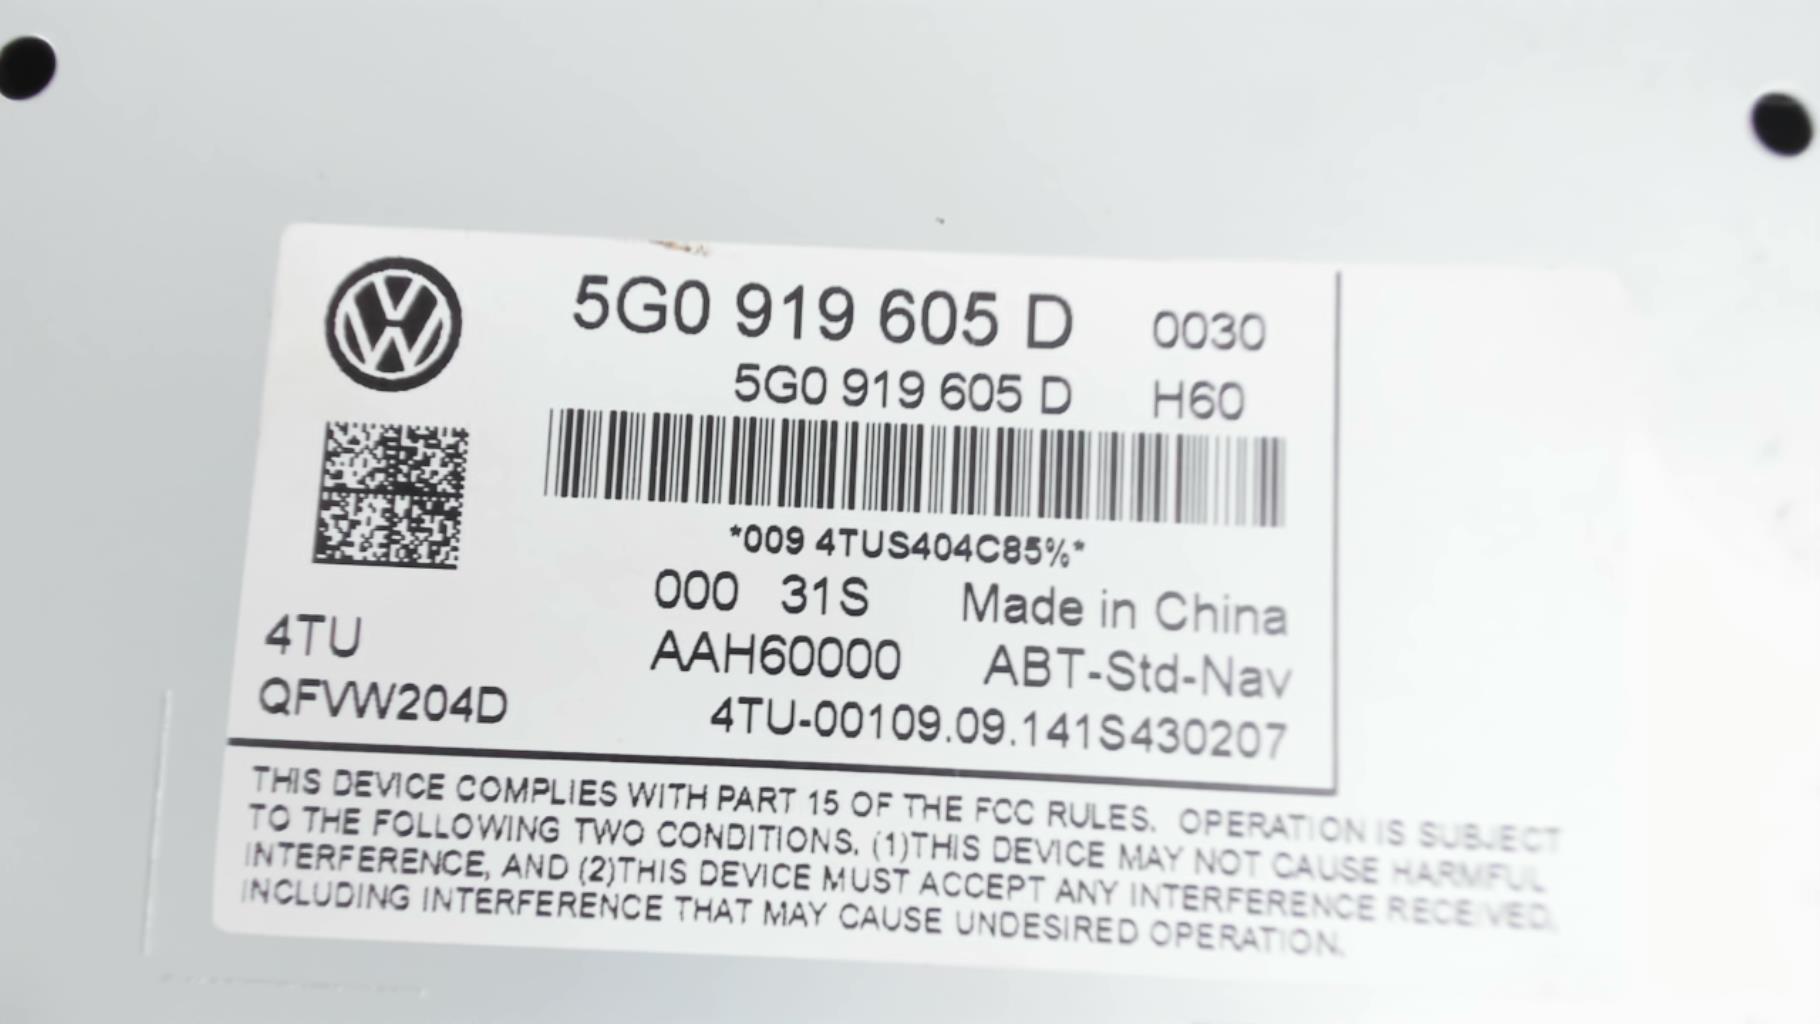 5G0 919 605 D 0030
5G0 919 605 D H60
*009 4TUS404C85%*
000 31S Made in China
4TU AAH60000 ABT-Std-Nav
QFVW204D 4TU-00109.09.141S430207
THIS DEVICE COMPLIES WITH PART 15 OF THE FCC RULES. OPERATION IS SUBJECT
TO THE FOLLOWING TWO CONDITIONS, (1)THIS DEVICE MAY NOT CAUSE HARMFUL
INTERFERENCE, AND (2)THIS DEVICE MUST ACCEPT ANY INTERFERENCE RECEIVED,
INCLUDING INTERFERENCE THAT MAY CAUSE UNDESIRED OPERATION.